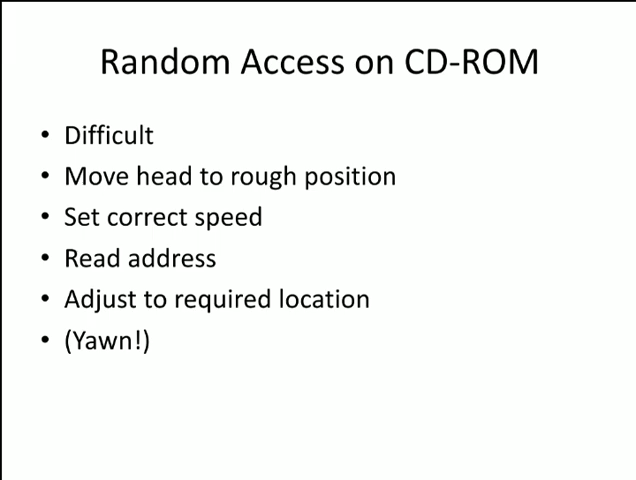 Random Access on CD-ROM
• Difficult
• Move head to rough position
• Set correct speed
• Read address
• Adjust to required location
• (Yawn!)